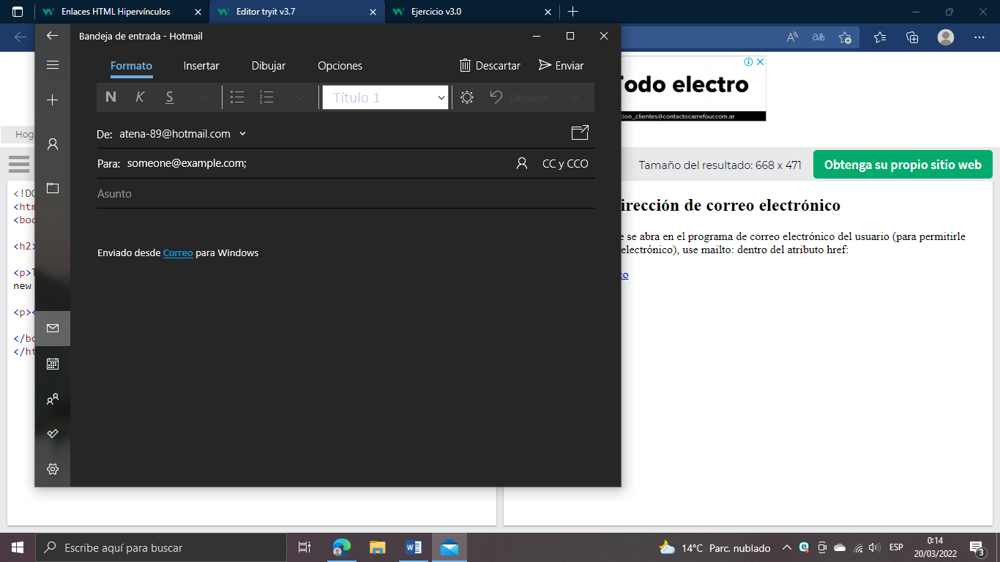 Enlaces HTML Hipervínculos
Editor tryit v3.7
Ejercicio v3.0
Bandeja de entrada - Hotmail
Formato
Insertar
Dibujar
Opciones
Descartar
Enviar
N K S
Título 1
Deshacer
De: atena-89@hotmail.com
Para: someone@example.com;
CC y CCO
Asunto
Enviado desde Correo para Windows
odo electro
cion_clientes@contactocarrefour.com.ar
Hog
Tamaño del resultado: 668 x 471
Obtenga su propio sitio web
<!DO
<htm
<bod
<h2>
<p>T
new
<p><
</bo
</ht
irección de correo electrónico
e se abra en el programa de correo electrónico del usuario (para permitirle
electrónico), use mailto: dentro del atributo href:
co
Escribe aquí para buscar
14°C Parc. nublado
ESP
0:14
20/03/2022
3